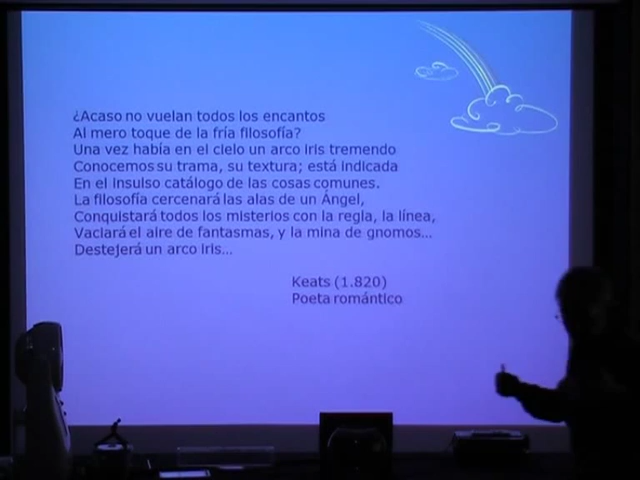 ¿Acaso no vuelan todos los encantos
Al mero toque de la fría filosofía?
Una vez había en el cielo un arco iris tremendo
Conocemos su trama, su textura; está indicada
En el insulso catálogo de las cosas comunes.
La filosofía cercenará las alas de un Ángel,
Conquistará todos los misterios con la regla, la línea,
Vaciará el aire de fantasmas, y la mina de gnomos...
Destejerá un arco iris...
Keats (1.820)
Poeta romántico